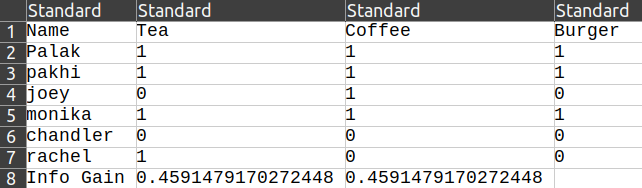 Standard Standard Standard Standard
1 Name Tea Coffee Burger
2 Palak 1 1 1
3 pakhi 1 1 1
4 joey 0 1 0
5 monika 1 1 1
6 chandler 0 0 0
7 rachel 1 0 0
8 Info Gain 0.4591479170272448 0.4591479170272448